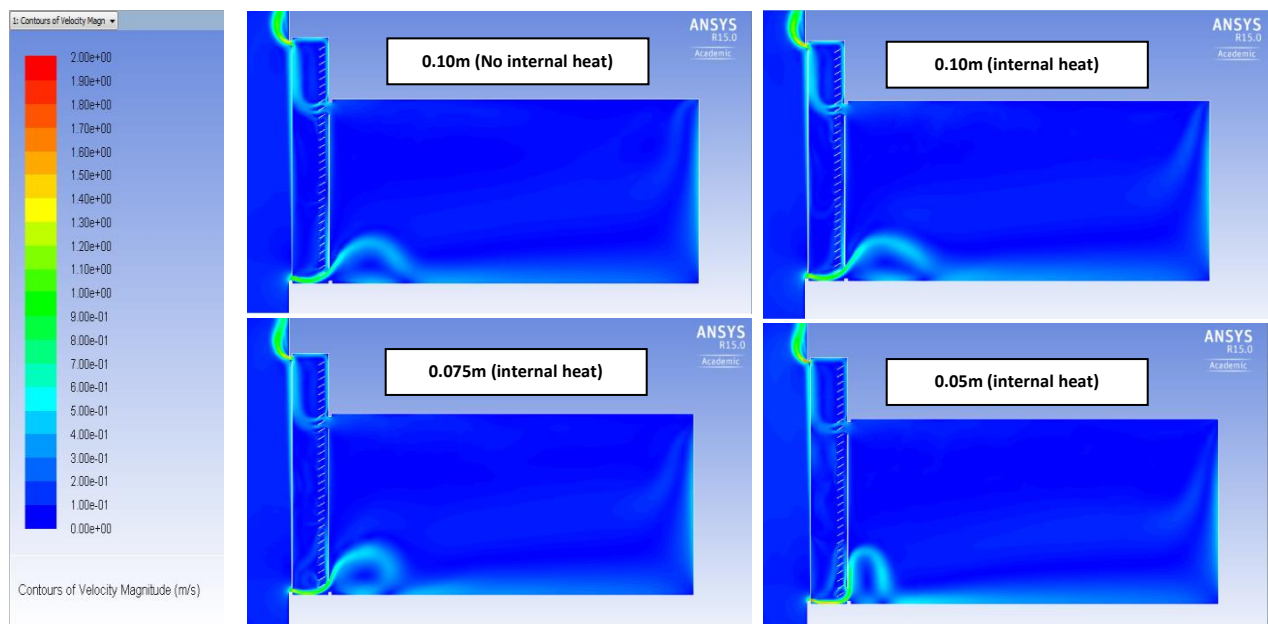 1: Contours of Velocity Magn
2.00e+00
1.90e+00
1.80e+00
1.70e+00
1.60e+00
1.50e+00
1.40e+00
1.30e+00
1.20e+00
1.10e+00
1.00e+00
9.00e-01
8.00e-01
7.00e-01
6.00e-01
5.00e-01
4.00e-01
3.00e-01
2.00e-01
1.00e-01
0.00e+00
Contours of Velocity Magnitude (m/s)
0.10m (No internal heat)
ANSYS
R15.0
Academic
0.10m (internal heat)
ANSYS
R15.0
Academic
0.075m (internal heat)
ANSYS
R15.0
Academic
0.05m (internal heat)
ANSYS
R15.0
Academic